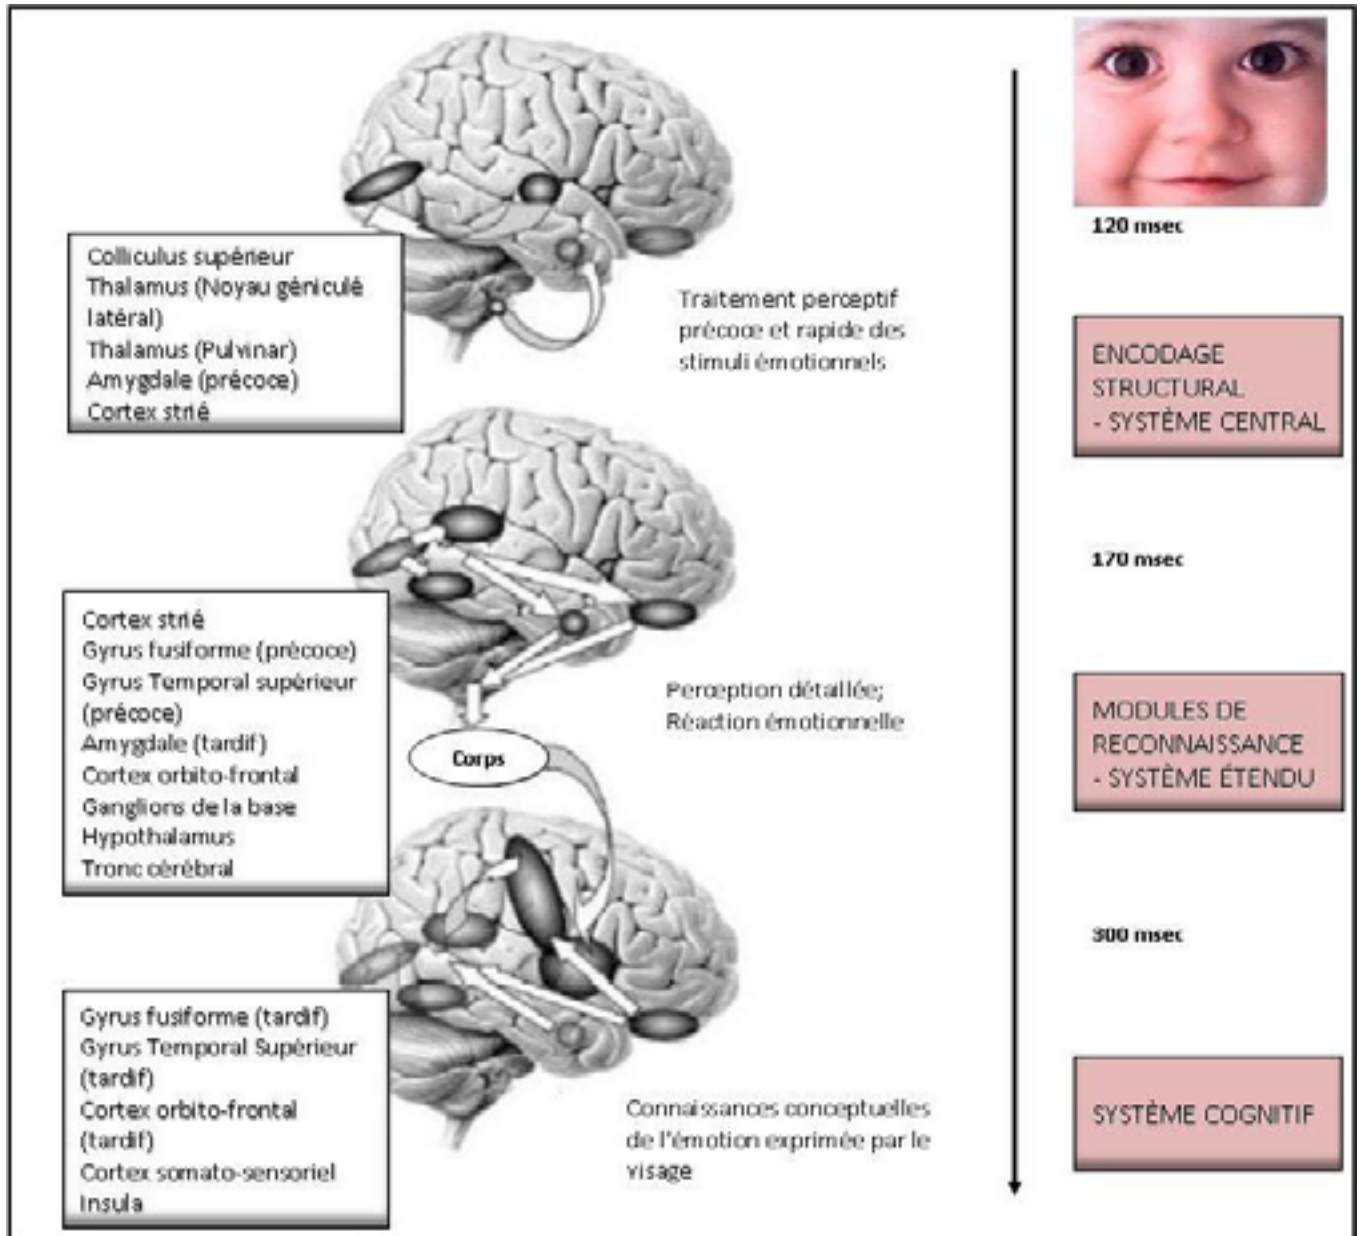 120 msec
Colliculus supérieur
Thalamus (Noyau géniculé
latéral)
Thalamus (Pulvinar)
Amygdale (précoce)
Cortex strié
Traitement perceptif
précoce et rapide des
stimuli émotionnels
ENCODAGE
STRUCTURAL
- SYSTÈME CENTRAL
170 msec
Cortex strié
Gyrus fusiforme (précoce)
Gyrus Temporal supérieur
(précoce)
Amygdale (tardif)
Cortex orbito-frontal
Ganglions de la base
Hypothalamus
Tronc cérébral
Perception détaillée;
Réaction émotionnelle
Corps
MODULES DE
RECONNAISSANCE
- SYSTÈME ÉTENDU
300 msec
Gyrus fusiforme (tardif)
Gyrus Temporal Supérieur
(tardif)
Cortex orbito-frontal
(tardif)
Cortex somato-sensoriel
Insula
Connaissances conceptuelles
de l'émotion exprimée par le
visage
SYSTÈME COGNITIF